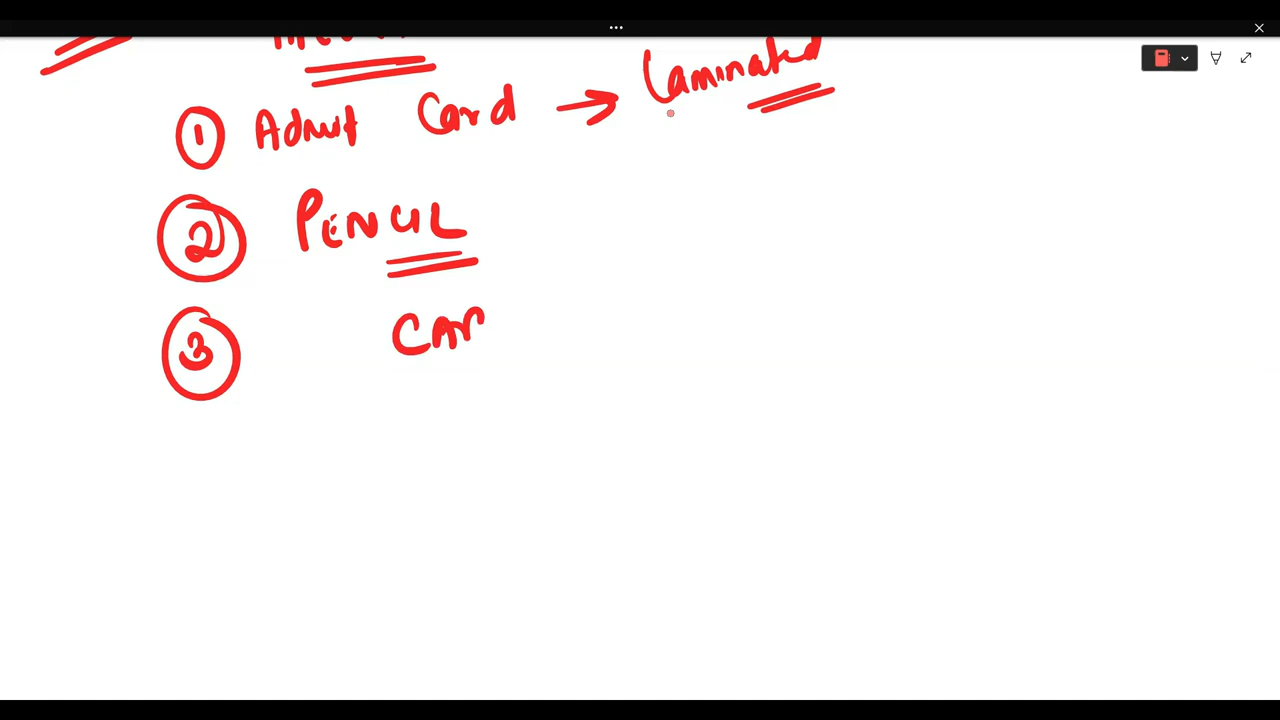 ① Admit Card → Laminated
② PENCIL
③ CAR